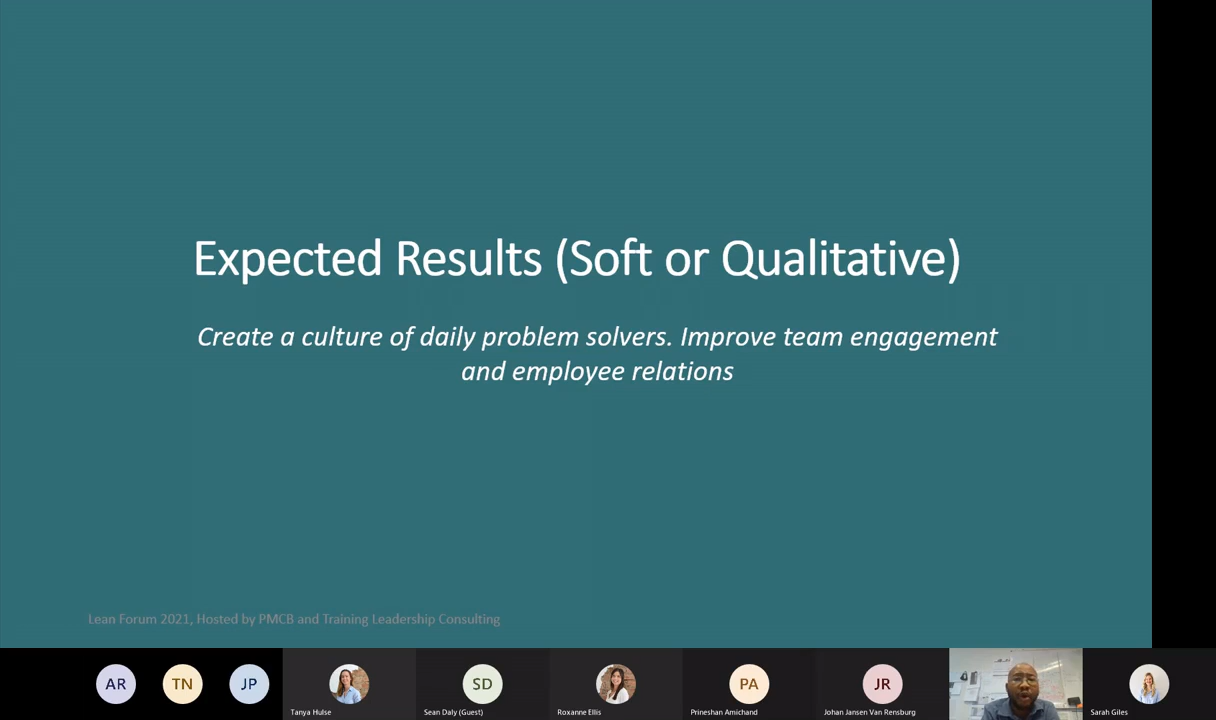 Expected Results (Soft or Qualitative)
Create a culture of daily problem solvers. Improve team engagement
and employee relations
Lean Forum 2021, Hosted by PMCB and Training Leadership Consulting
AR
TN
JP
SD
PA
JR
Tanya Hulse
Sean Daly (Guest)
Roxanne Ellis
Prineshan Amichand
Johan Jansen Van Rensburg
Sarah Giles